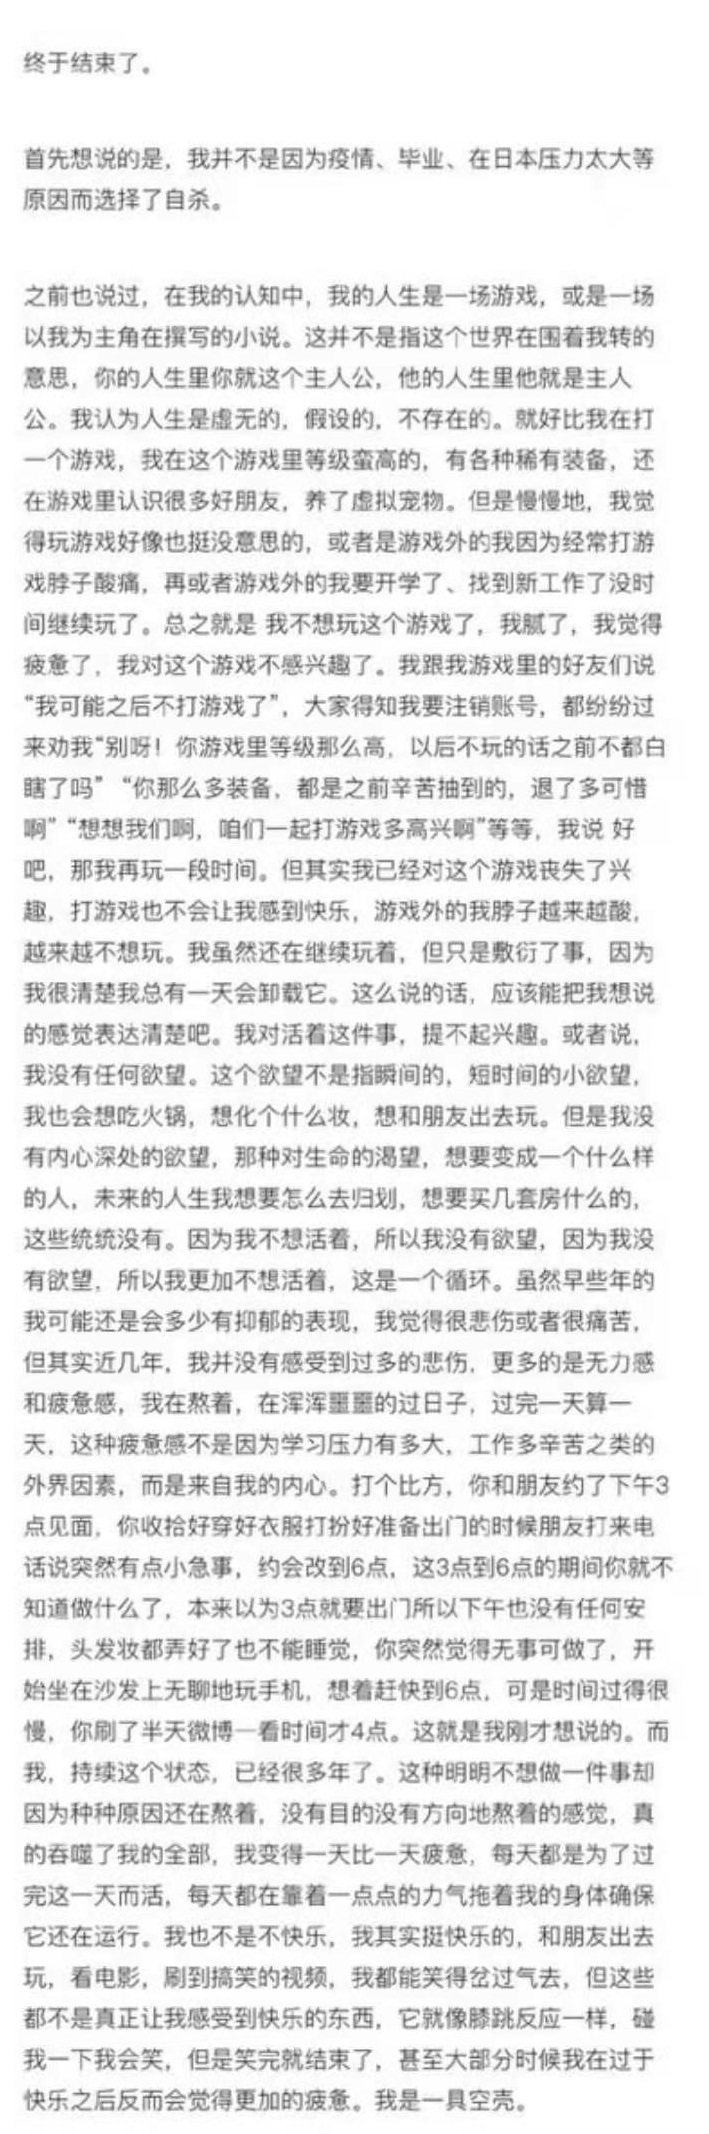 终于结束了。
首先想说的是，我并不是因为疫情、毕业、在日本压力太大等
原因而选择了自杀。
之前也说过，在我的认知中，我的人生是一场游戏，或是一场
以我为主角在撰写的小说。这并不是指这个世界在围着我转的
意思，你的人生里你就这个主人公，他的人生里他就是主人
公。我认为人生是虚无的，假设的，不存在的。就好比我在打
一个游戏，我在这个游戏里等级蛮高的，有各种稀有装备，还
在游戏里认识很多好朋友，养了虚拟宠物。但是慢慢地，我觉
得玩游戏好像也挺没意思的，或者是游戏外的我因为经常打游
戏脖子酸痛，再或者游戏外的我要开学了、找到新工作了没时
间继续玩了。总之就是 我不想玩这个游戏了，我腻了，我觉得
疲惫了，我对这个游戏不感兴趣了。我跟我游戏里的好友们说
“我可能之后不打游戏了”，大家得知我要注销账号，都纷纷过
来劝我“别呀！你游戏里等级那么高，以后不玩的话之前不都白
瞎了吗” “你那么多装备，都是之前辛苦抽到的，退了多可惜
啊” “想想我们啊，咱们一起打游戏多高兴啊”等等，我说 好
吧，那我再玩一段时间。但其实我已经对这个游戏丧失了兴
趣，打游戏也不会让我感到快乐，游戏外的我脖子越来越酸，
越来越不想玩。我虽然还在继续玩着，但只是敷衍了事，因为
我很清楚我总有一天会卸载它。这么说的话，应该能把我想说
的感觉表达清楚吧。我对活着这件事，提不起兴趣。或者说，
我没有任何欲望。这个欲望不是指瞬间的，短时间的小欲望，
我也会想吃火锅，想化个什么妆，想和朋友出去玩。但是我没
有内心深处的欲望，那种对生命的渴望，想要变成一个什么样
的人，未来的人生我想要怎么去归划，想要买几套房什么的，
这些统统没有。因为我不想活着，所以我没有欲望，因为我没
有欲望，所以我更加不想活着，这是一个循环。虽然早些年的
我可能还是会多少有抑郁的表现，我觉得很悲伤或者很痛苦，
但其实近几年，我并没有感受到过多的悲伤，更多的是无力感
和疲惫感，我在熬着，在浑浑噩噩的过日子，过完一天算一
天，这种疲惫感不是因为学习压力有多大，工作多辛苦之类的
外界因素，而是来自我的内心。打个比方，你和朋友约了下午3
点见面，你收拾好穿好衣服打扮好准备出门的时候朋友打来电
话说突然有点小急事，约会改到6点，这3点到6点的期间你就不
知道做什么了，本来以为3点就要出门所以下午也没有任何安
排，头发妆都弄好了也不能睡觉，你突然觉得无事可做了，开
始坐在沙发上无聊地玩手机，想着赶快到6点，可是时间过得很
慢，你刷了半天微博一看时间才4点。这就是我刚才想说的。而
我，持续这个状态，已经很多年了。这种明明不想做一件事却
因为种种原因还在熬着，没有目的没有方向地熬着的感觉，真
的吞噬了我的全部，我变得一天比一天疲惫，每天都是为了过
完这一天而活，每天都在靠着一点点的力气拖着我的身体确保
它还在运行。我也不是不快乐，我其实挺快乐的，和朋友出去
玩，看电影，刷到搞笑的视频，我都能笑得岔过气去，但这些
都不是真正让我感受到快乐的东西，它就像膝跳反应一样，碰
我一下我会笑，但是笑完就结束了，甚至大部分时候我在过于
快乐之后反而会觉得更加的疲惫。我是一具空壳。